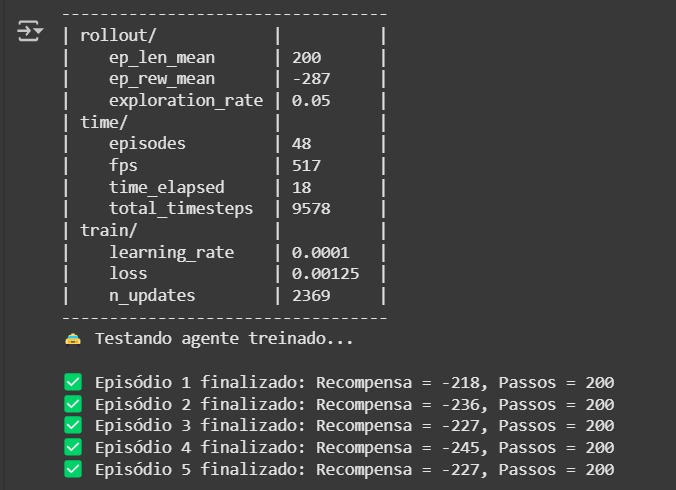 ----------------------------------
| rollout/            |          |
|    ep_len_mean      | 200      |
|    ep_rew_mean      | -287     |
|    exploration_rate | 0.05     |
| time/               |          |
|    episodes         | 48       |
|    fps              | 517      |
|    time_elapsed     | 18       |
|    total_timesteps  | 9578     |
| train/              |          |
|    learning_rate    | 0.0001   |
|    loss             | 0.00125  |
|    n_updates        | 2369     |
----------------------------------
🚕 Testando agente treinado...
✅ Episódio 1 finalizado: Recompensa = -218, Passos = 200
✅ Episódio 2 finalizado: Recompensa = -236, Passos = 200
✅ Episódio 3 finalizado: Recompensa = -227, Passos = 200
✅ Episódio 4 finalizado: Recompensa = -245, Passos = 200
✅ Episódio 5 finalizado: Recompensa = -227, Passos = 200